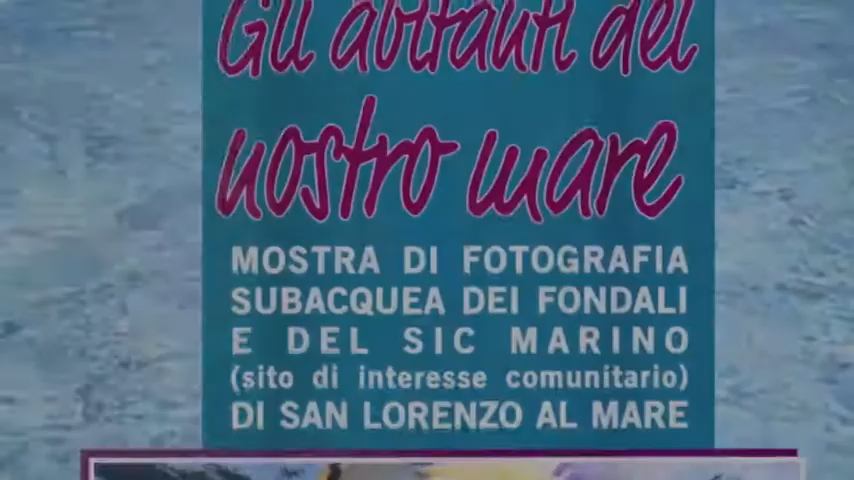 Gli abitanti del
nostro mare
MOSTRA DI FOTOGRAFIA
SUBACQUEA DEI FONDALI
E DEL SIC MARINO
(sito di interesse comunitario)
DI SAN LORENZO AL MARE